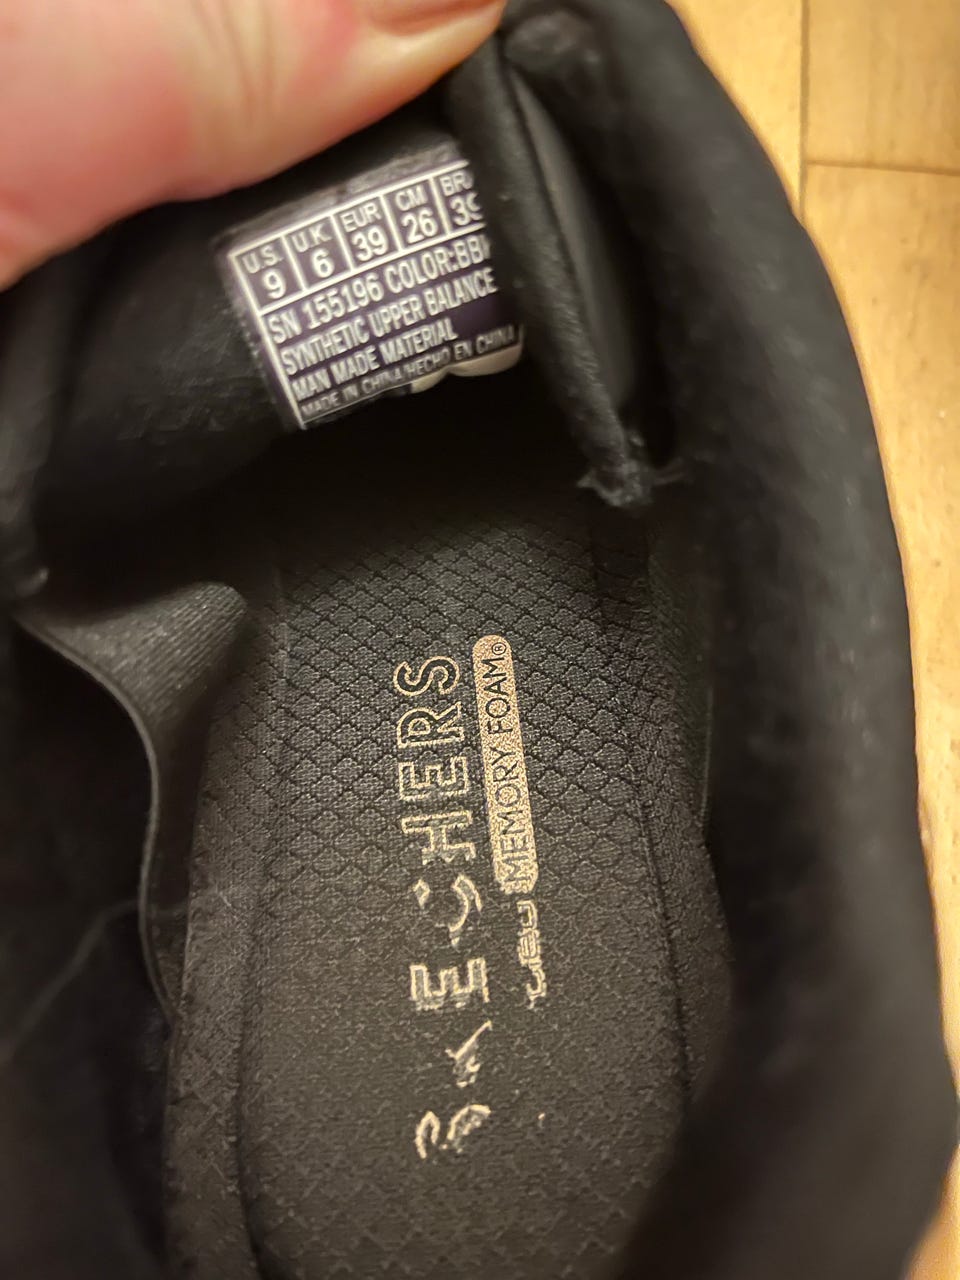 U.S. U.K. EUR CM
9 6 39 26
SN 155196 COLOR:
SYNTHETIC UPPER BALANCE
MAN MADE MATERIAL
MADE IN CHINA/HECHO EN CHINA
SKECHERS
MEMORY FOAM®